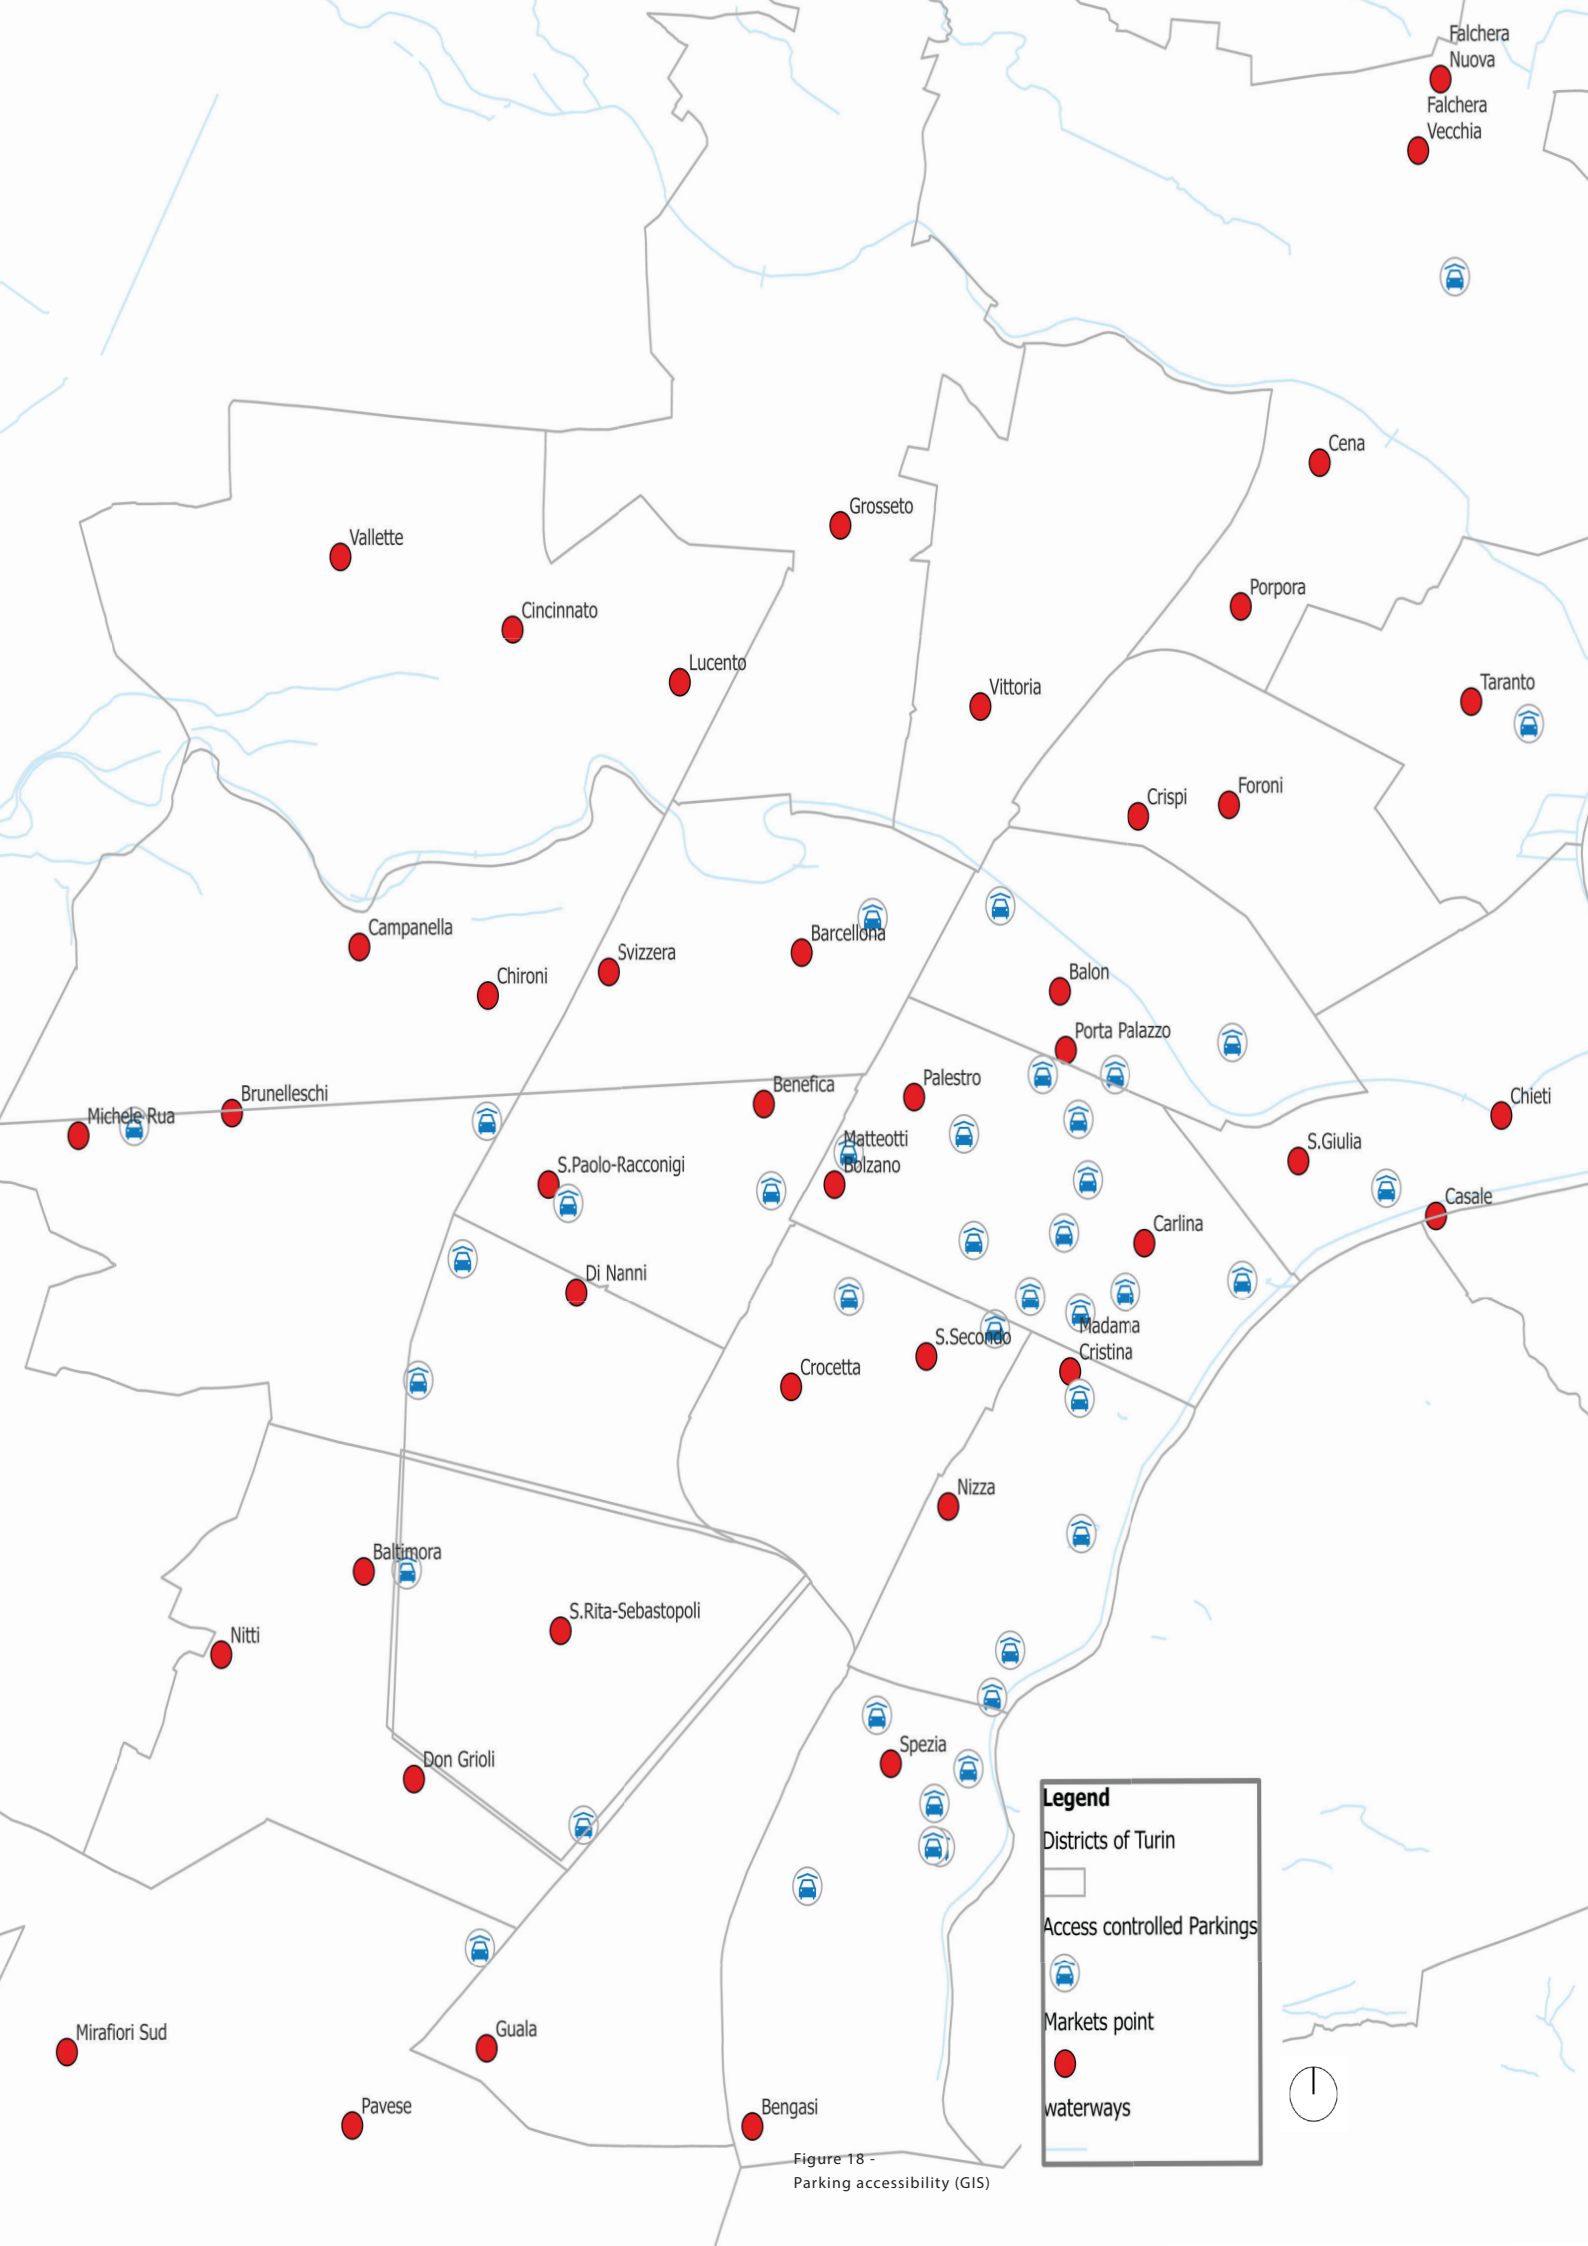 Falchera
Nuova
Falchera
Vecchia
Cena
Grosseto
Vallette
Porpora
Cincinnato
Lucento
Taranto
Vittoria
Foroni
Crispi
Campanella
Barcellona
Svizzera
Chironi
Balon
Porta Palazzo
Palestro
Benefica
Brunelleschi
Chieti
Michele Rua
Matteotti
Bolzano
S.Giulia
S.Paolo-Racconigi
Casale
Carlina
Di Nanni
Madama
Cristina
S.Secondo
Crocetta
Nizza
Baltimora
S.Rita-Sebastopoli
Nitti
Spezia
Don Grioli
Legend
Districts of Turin
Access controlled Parkings
Markets point
waterways
Mirafiori Sud
Guala
Pavese
Bengasi
Figure 18 -
Parking accessibility (GIS)